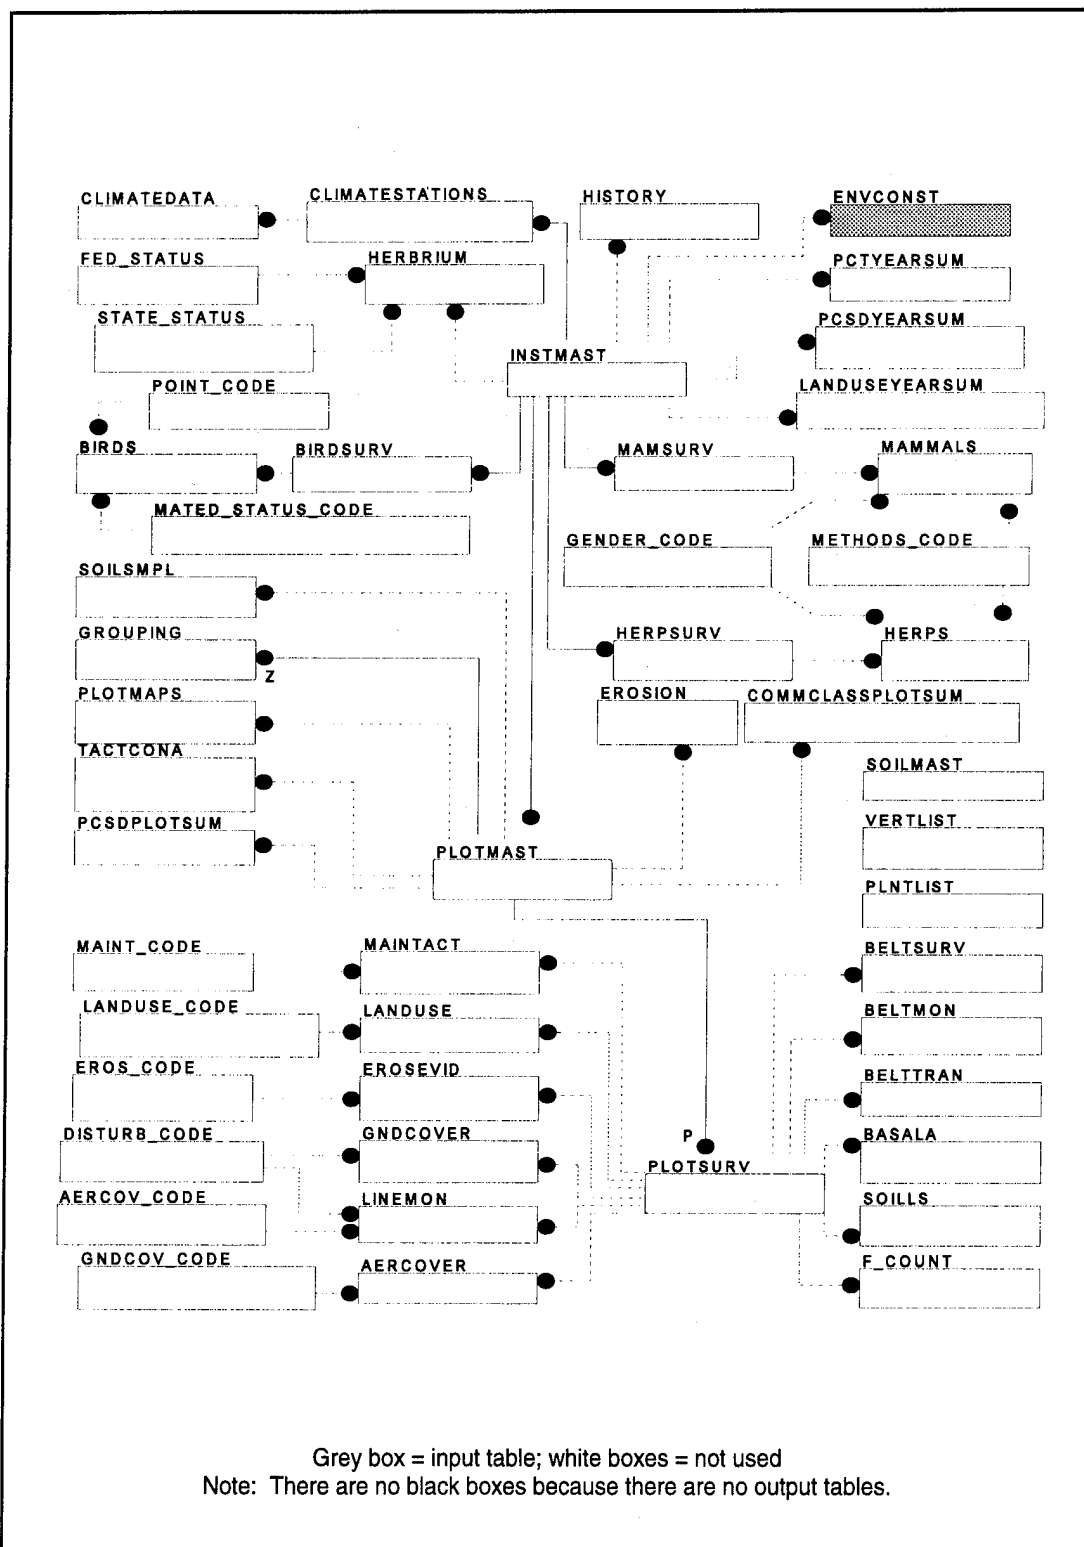 CLIMATEDATA
CLIMATESTATIONS
HISTORY
ENVCONST
FED_STATUS
HERBRIUM
PCTYEARSUM
STATE_STATUS
PCSDYEARSUM
INSTMAST
POINT_CODE
LANDUSEYEARSUM
BIRDS
BIRDSURV
MAMSURV
MAMMALS
MATED_STATUS_CODE
GENDER_CODE
METHODS_CODE
SOILSMPL
GROUPING
HERPSURV
HERPS
Z
PLOTMAPS
EROSION
COMMCLASSPLOTSUM
TACTCONA
SOILMAST
PCSDPLOTSUM
VERTLIST
PLOTMAST
PLNTLIST
MAINT_CODE
MAINTACT
BELTSURV
LANDUSE_CODE
LANDUSE
BELTMON
EROS_CODE
EROSEVID
BELTTRAN
DISTURB_CODE
GNDCOVER
P
BASALA
PLOTSURV
AERCOV_CODE
LINEMON
SOILLS
GNDCOV_CODE
AERCOVER
F_COUNT
Grey box = input table; white boxes = not used
Note: There are no black boxes because there are no output tables.